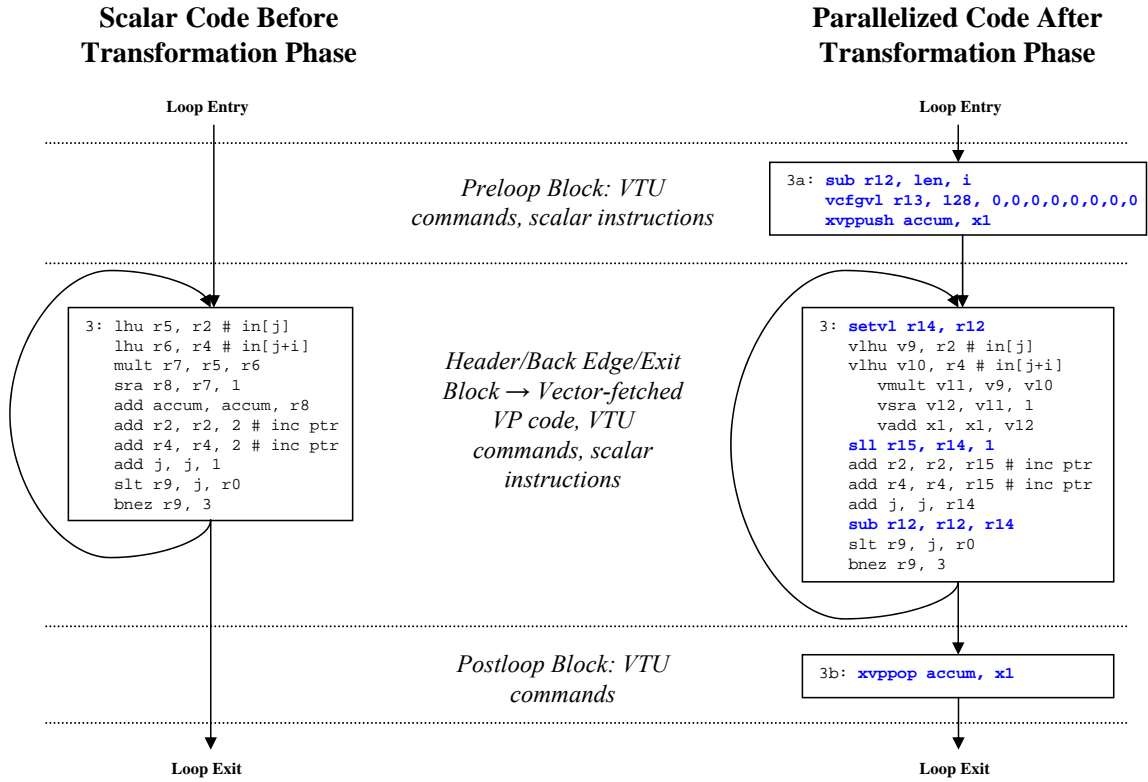 Scalar Code Before
Transformation Phase
Parallelized Code After
Transformation Phase
Loop Entry
Loop Entry
Preloop Block: VTU
commands, scalar instructions
3a: sub r12, len, i
vcfgvl r13, 128, 0,0,0,0,0,0,0,0
xvppush accum, x1
3: lhu r5, r2 # in[j]
lhu r6, r4 # in[j+i]
mult r7, r5, r6
sra r8, r7, 1
add accum, accum, r8
add r2, r2, 2 # inc ptr
add r4, r4, 2 # inc ptr
add j, j, 1
slt r9, j, r0
bnez r9, 3
Header/Back Edge/Exit
Block → Vector-fetched
VP code, VTU
commands, scalar
instructions
3: setvl r14, r12
vlhu v9, r2 # in[j]
vlhu v10, r4 # in[j+i]
vmult v11, v9, v10
vsra v12, v11, 1
vadd x1, x1, v12
sll r15, r14, 1
add r2, r2, r15 # inc ptr
add r4, r4, r15 # inc ptr
add j, j, r14
sub r12, r12, r14
slt r9, j, r0
bnez r9, 3
Postloop Block: VTU
commands
3b: xvppop accum, x1
Loop Exit
Loop Exit